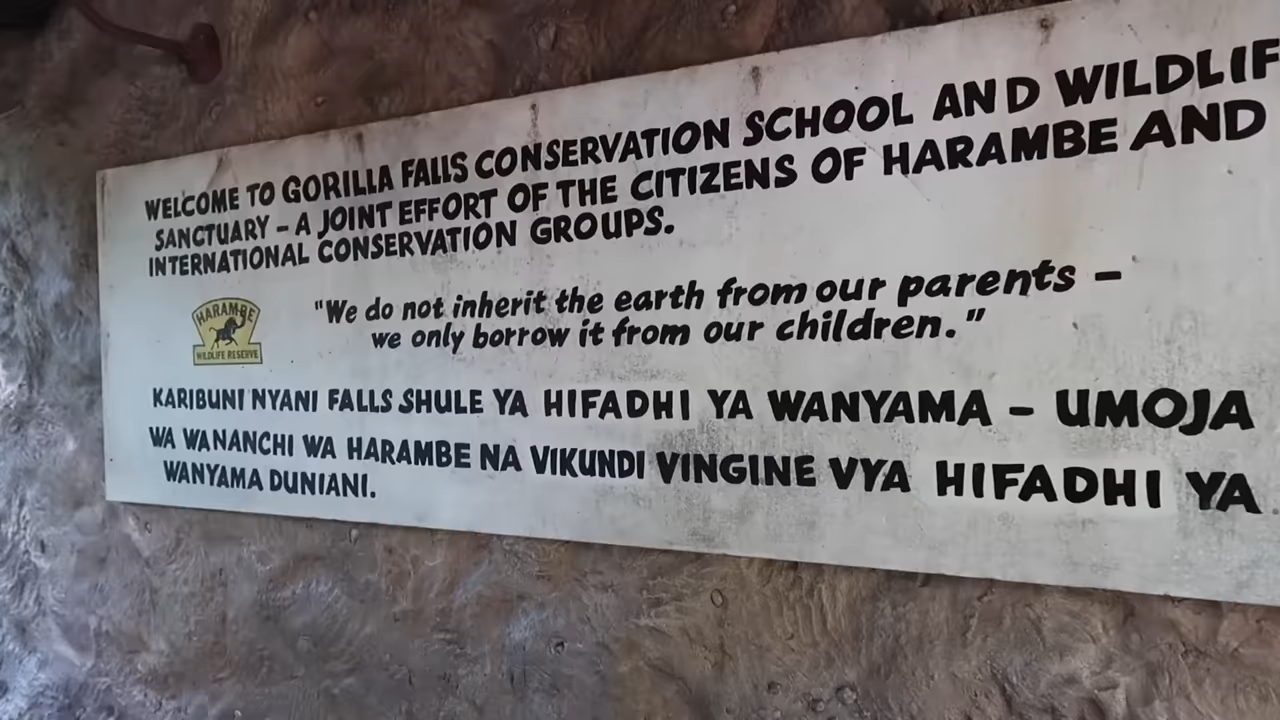 WELCOME TO GORILLA FALLS CONSERVATION SCHOOL AND WILDLIF
SANCTUARY – A JOINT EFFORT OF THE CITIZENS OF HARAMBE AND
INTERNATIONAL CONSERVATION GROUPS.
HARAMBE
WILDLIFE RESERVE
"We do not inherit the earth from our parents –
we only borrow it from our children."
KARIBUNI NYANI FALLS SHULE YA HIFADHI YA WANYAMA – UMOJA
WA WANANCHI WA HARAMBE NA VIKUNDI VINGINE VYA HIFADHI YA
WANYAMA DUNIANI.